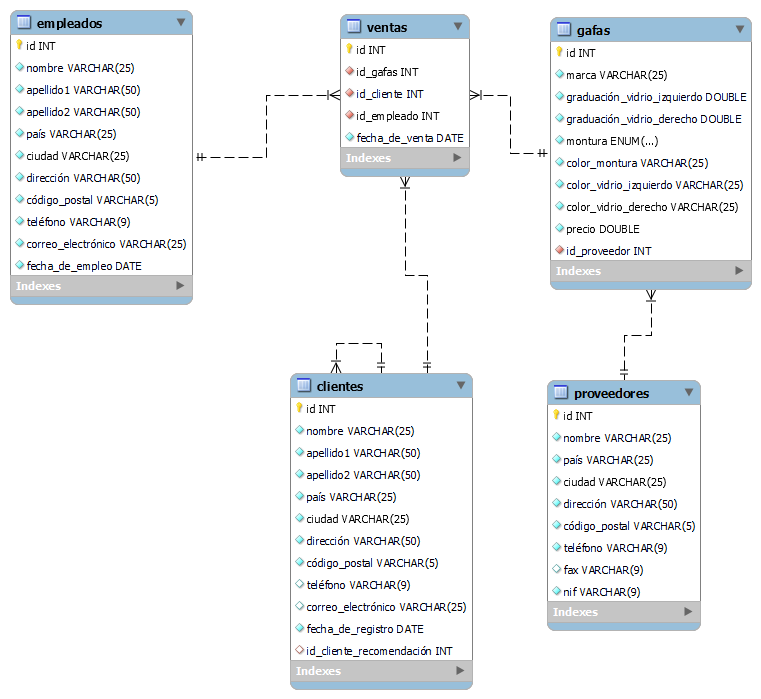 empleados
id INT
nombre VARCHAR(25)
apellido1 VARCHAR(50)
apellido2 VARCHAR(50)
país VARCHAR(25)
ciudad VARCHAR(25)
dirección VARCHAR(50)
código_postal VARCHAR(5)
teléfono VARCHAR(9)
correo_electrónico VARCHAR(25)
fecha_de_empleo DATE
Indexes
ventas
id INT
id_gafas INT
id_cliente INT
id_empleado INT
fecha_de_venta DATE
Indexes
gafas
id INT
marca VARCHAR(25)
graduación_vidrio_izquierdo DOUBLE
graduación_vidrio_derecho DOUBLE
montura ENUM(...)
color_montura VARCHAR(25)
color_vidrio_izquierdo VARCHAR(25)
color_vidrio_derecho VARCHAR(25)
precio DOUBLE
id_proveedor INT
Indexes
clientes
id INT
nombre VARCHAR(25)
apellido1 VARCHAR(50)
apellido2 VARCHAR(50)
país VARCHAR(25)
ciudad VARCHAR(25)
dirección VARCHAR(50)
código_postal VARCHAR(5)
teléfono VARCHAR(9)
correo_electrónico VARCHAR(25)
fecha_de_registro DATE
id_cliente_recomendación INT
Indexes
proveedores
id INT
nombre VARCHAR(25)
país VARCHAR(25)
ciudad VARCHAR(25)
dirección VARCHAR(50)
código_postal VARCHAR(5)
teléfono VARCHAR(9)
fax VARCHAR(9)
nif VARCHAR(9)
Indexes